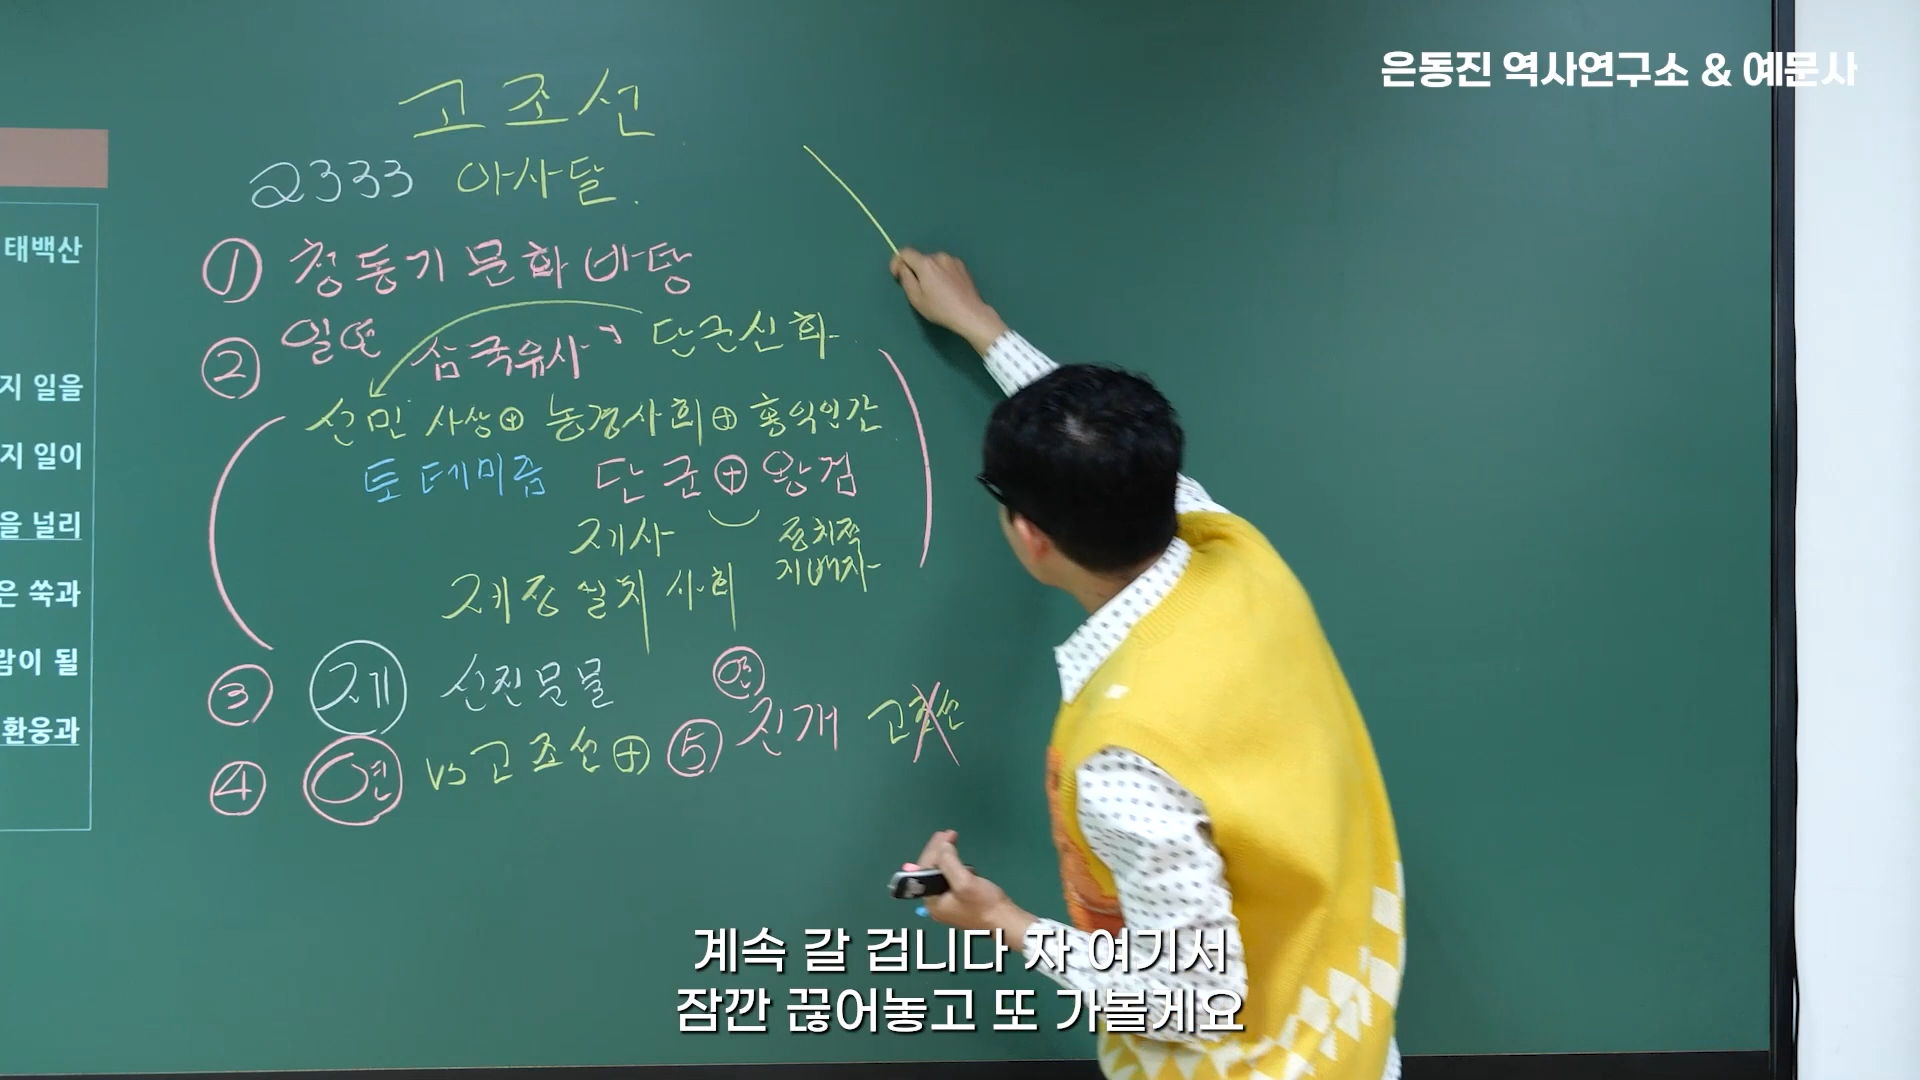 은동진 역사연구소 & 예문사
고조선
2333 아사달.
① 청동기 문화 바탕
② 일연 삼국유사 단군신화
선민 사상 ⊕ 농경사회 ⊕ 홍익인간
토테미즘 단군 ⊕ 왕검
제사 정치적 지배자
제정일치 사회
③ 제 선진문물
④ 연 vs 고조선 ⊕ ⑤ 연 진개 고조선
태백산
지 일을
지 일이
을 널리
은 쑥과
람이 될
환웅과
계속 갈 겁니다 자 여기서
잠깐 끊어놓고 또 가볼게요